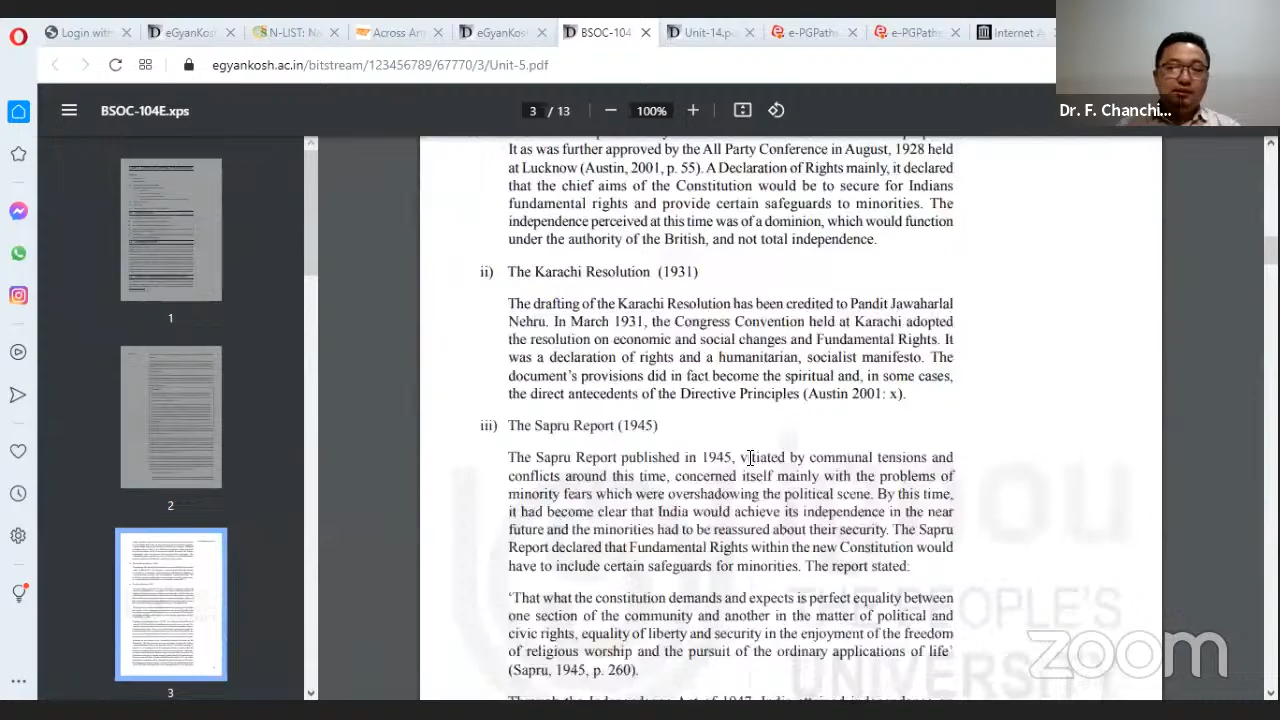 Login with
eGyanKos
N-LIST: N
Across An
eGyanKos
BSOC-104
Unit-14.p
e-PGPath
e-PGPath
Internet A
egyankosh.ac.in/bitstream/123456789/67770/3/Unit-5.pdf
Dr. F. Chanchi...
BSOC-104E.xps
3 / 13
100%
1
2
3
It as was further approved by the All Party Conference in August, 1928 held
at Lucknow (Austin, 2001, p. 55). A Declaration of Rights mainly, it declared
that the chief aims of the Constitution would be to secure for Indians
fundamental rights and provide certain safeguards to minorities. The
independence perceived at this time was of a dominion, which would function
under the authority of the British, and not total independence.
ii) The Karachi Resolution (1931)
The drafting of the Karachi Resolution has been credited to Pandit Jawaharlal
Nehru. In March 1931, the Congress Convention held at Karachi adopted
the resolution on economic and social changes and Fundamental Rights. It
was a declaration of rights and a humanitarian, socialist manifesto. The
document's provisions did in fact become the spiritual and, in some cases,
the direct antecedents of the Directive Principles (Austin 2001: x).
iii) The Sapru Report (1945)
The Sapru Report published in 1945, vitiated by communal tensions and
conflicts around this time, concerned itself mainly with the problems of
minority fears which were overshadowing the political scene. By this time,
it had become clear that India would achieve its independence in the near
future and the minorities had to be reassured about their security. The Sapru
Report declared that Fundamental Rights within the new Constitution would
have to include certain safeguards for minorities. The report stated:
'That what the constitution demands and expects is perfect equality between
one section of the community and another in the matter of political and
civic rights, equality of liberty and security in the enjoyment of the freedom
of religious worship and the pursuit of the ordinary applications of life'
(Sapru, 1945, p. 260).
zoom